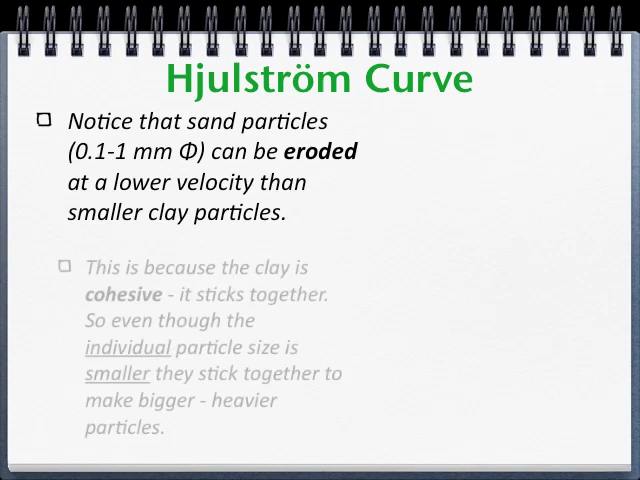 Hjulström Curve
Notice that sand particles
(0.1-1 mm Φ) can be eroded
at a lower velocity than
smaller clay particles.
This is because the clay is
cohesive - it sticks together.
So even though the
individual particle size is
smaller they stick together to
make bigger - heavier
particles.